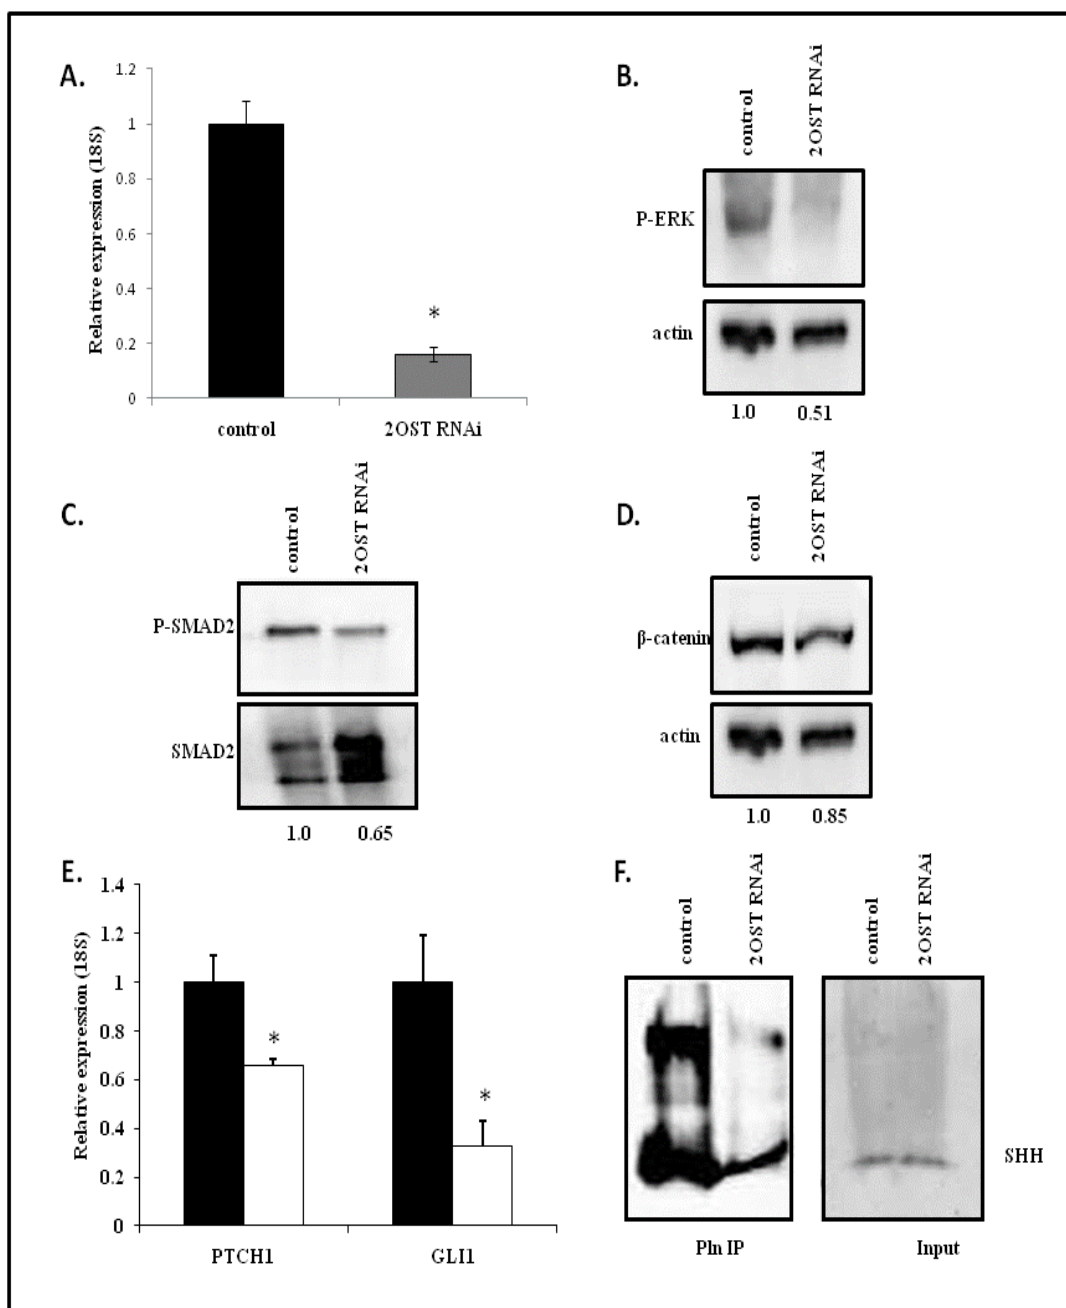 A.
Relative expression (18S)
1.2
1
0.8
0.6
0.4
0.2
0
*
control
2OST RNAi
B.
control
2OST RNAi
P-ERK
actin
1.0 0.51
C.
control
2OST RNAi
P-SMAD2
SMAD2
1.0 0.65
D.
control
2OST RNAi
β-catenin
actin
1.0 0.85
E.
Relative expression (18S)
1.4
1.2
1
0.8
0.6
0.4
0.2
0
*
*
PTCH1
GLI1
F.
control
2OST RNAi
control
2OST RNAi
SHH
Pln IP
Input